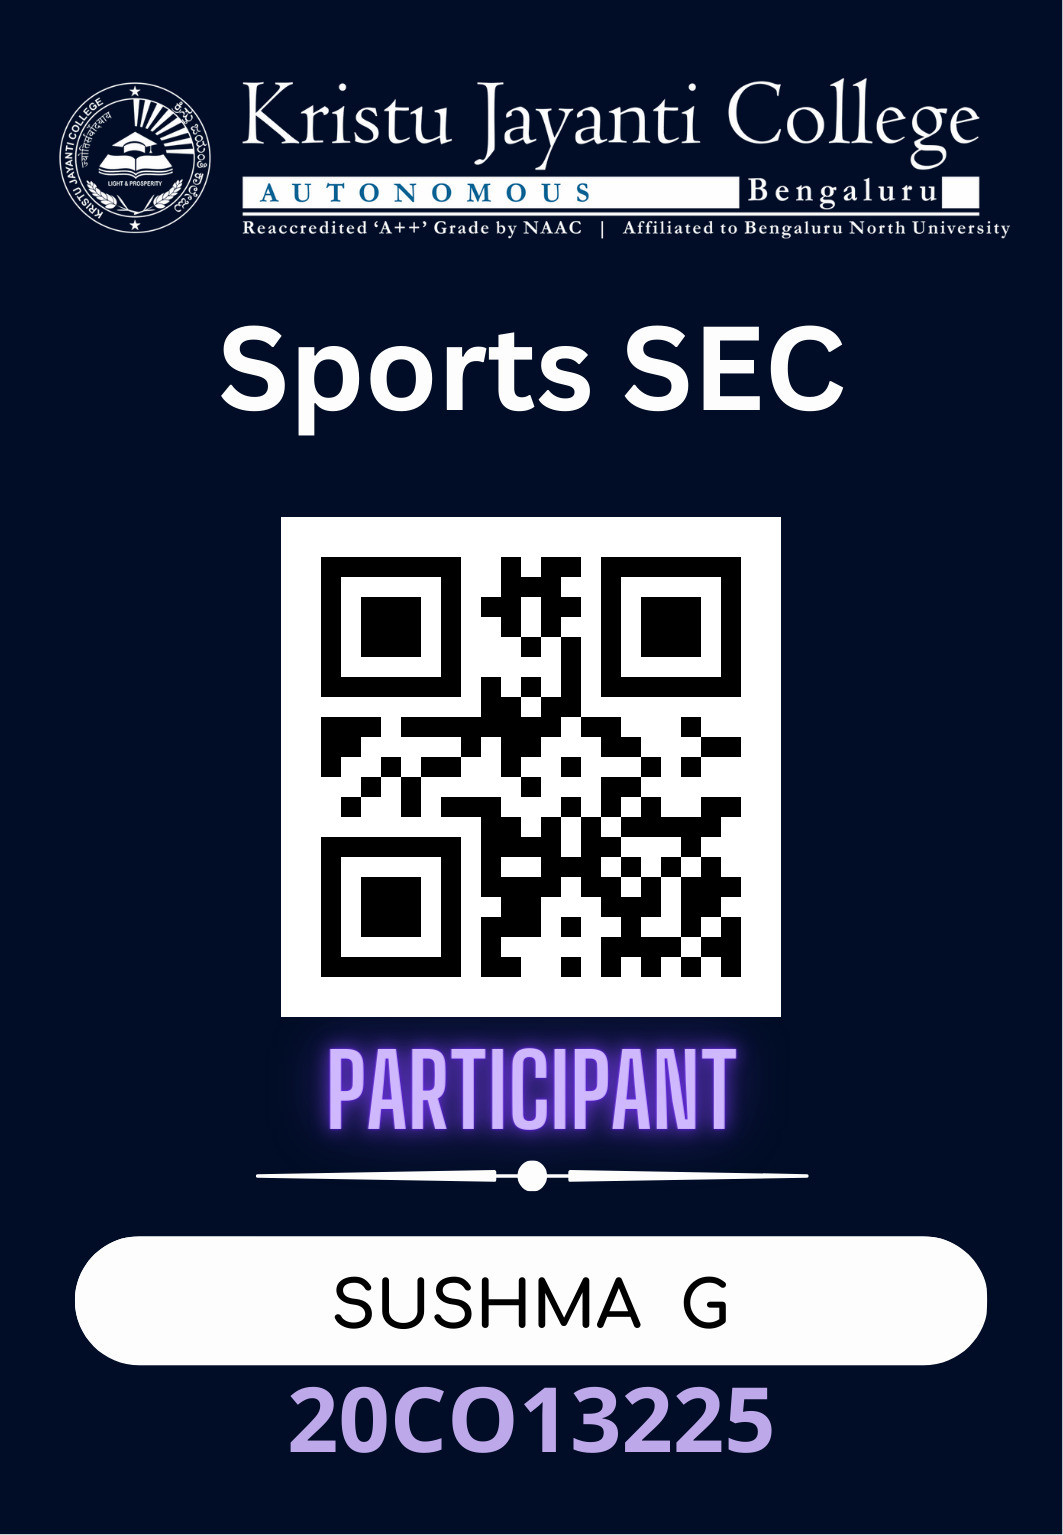 Kristu Jayanti College
AUTONOMOUS Bengaluru
Reaccredited ‘A++’ Grade by NAAC | Affiliated to Bengaluru North University
KRISTU JAYANTI COLLEGE
LIGHT & PROSPERITY
Sports SEC
PARTICIPANT
SUSHMA G
20CO13225